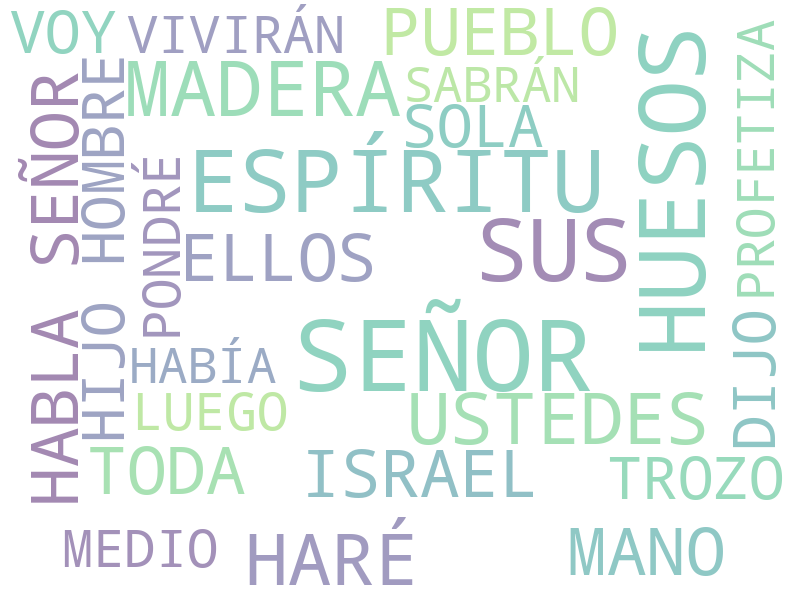 VOY
VIVIRÁN
PUEBLO
MADERA
SABRÁN
SOLA
ESPÍRITU
HUESOS
PROFETIZA
HABLA SEÑOR
HIJO HOMBRE
PONDRÉ
ELLOS
SUS
SEÑOR
DIJO
HABÍA
LUEGO
USTEDES
TODA
ISRAEL
TROZO
MEDIO
HARÉ
MANO